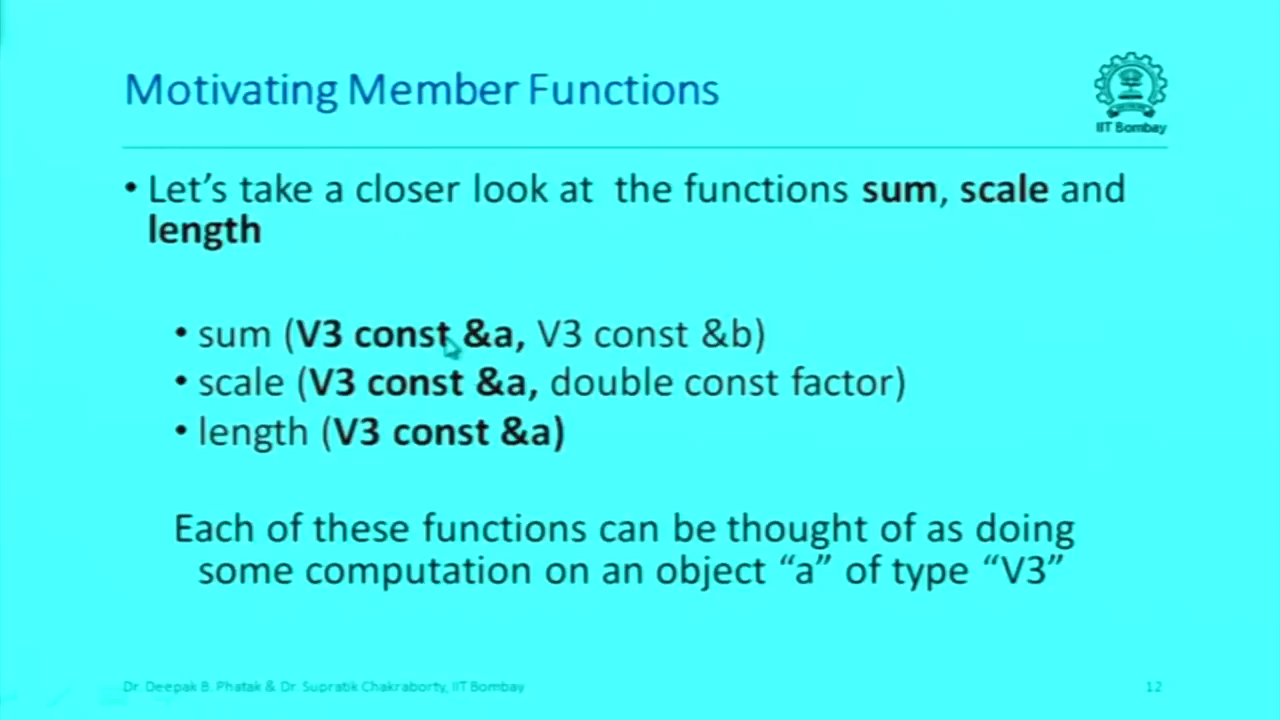 Motivating Member Functions
IIT Bombay
• Let's take a closer look at the functions sum, scale and
length
• sum (V3 const &a, V3 const &b)
• scale (V3 const &a, double const factor)
• length (V3 const &a)
Each of these functions can be thought of as doing
some computation on an object “a” of type “V3”
Dr. Deepak B. Phatak & Dr. Supratik Chakraborty, IIT Bombay
12